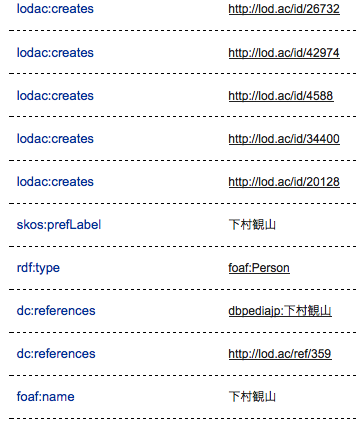 lodac:creates http://lod.ac/id/26732
lodac:creates http://lod.ac/id/42974
lodac:creates http://lod.ac/id/4588
lodac:creates http://lod.ac/id/34400
lodac:creates http://lod.ac/id/20128
skos:prefLabel 下村観山
rdf:type foaf:Person
dc:references dbpediajp:下村観山
dc:references http://lod.ac/ref/359
foaf:name 下村観山